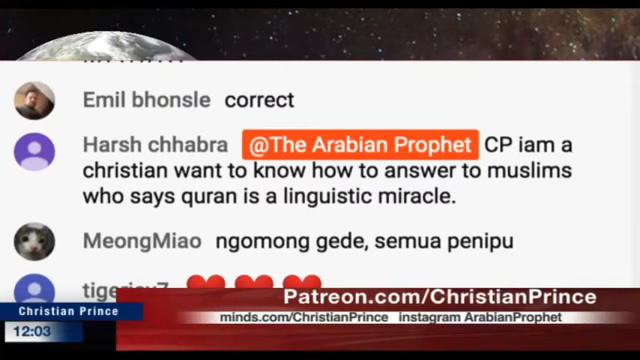 Emil bhonsle correct
Harsh chhabra @The Arabian Prophet CP iam a
christian want to know how to answer to muslims
who says quran is a linguistic miracle.
MeongMiao ngomong gede, semua penipu
Patreon.com/ChristianPrince
Christian Prince
minds.com/ChristianPrince instagram ArabianProphet
12:03